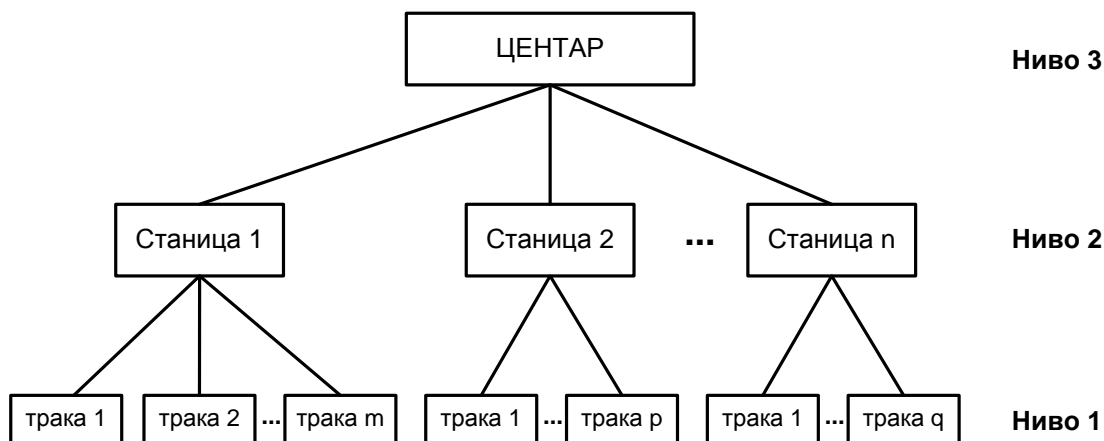 ЦЕНТАР
Ниво 3
Станица 1
Станица 2
...
Станица n
Ниво 2
трака 1
трака 2
...
трака m
трака 1
...
трака p
трака 1
...
трака q
Ниво 1